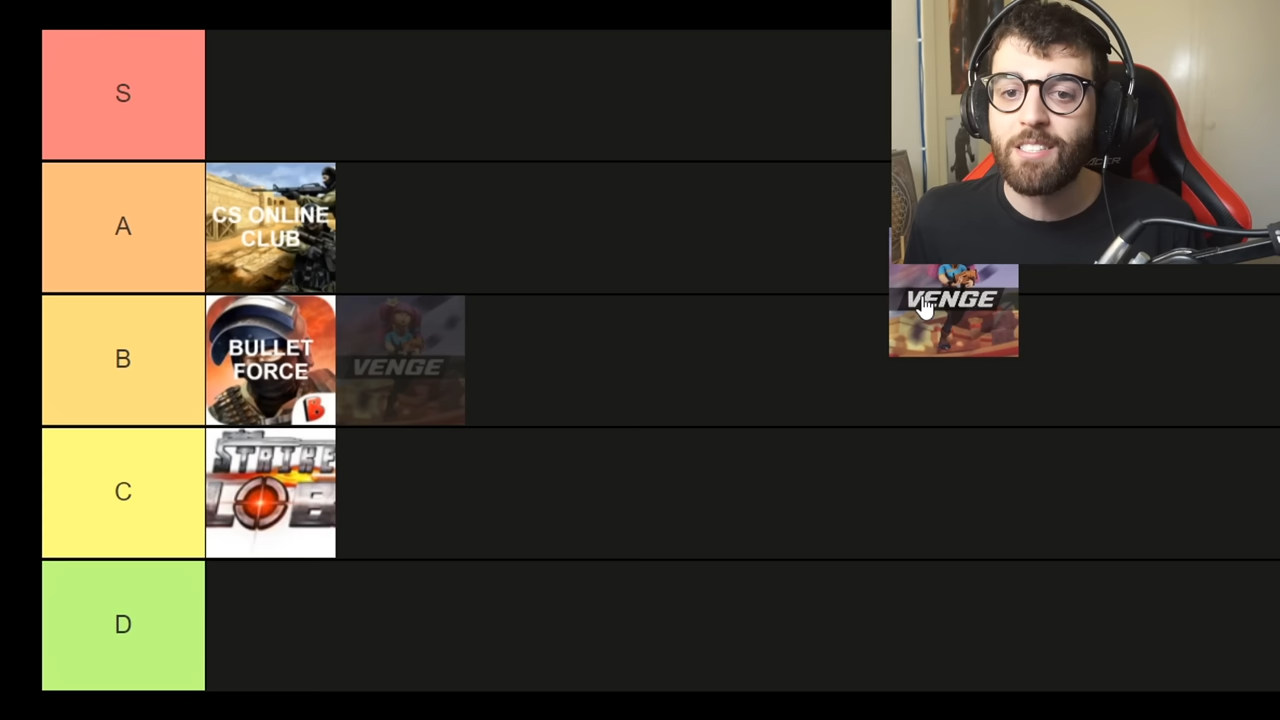 S
A
CS ONLINE
CLUB
B
BULLET
FORCE
VENGE
VENGE
C
STRIKE
D